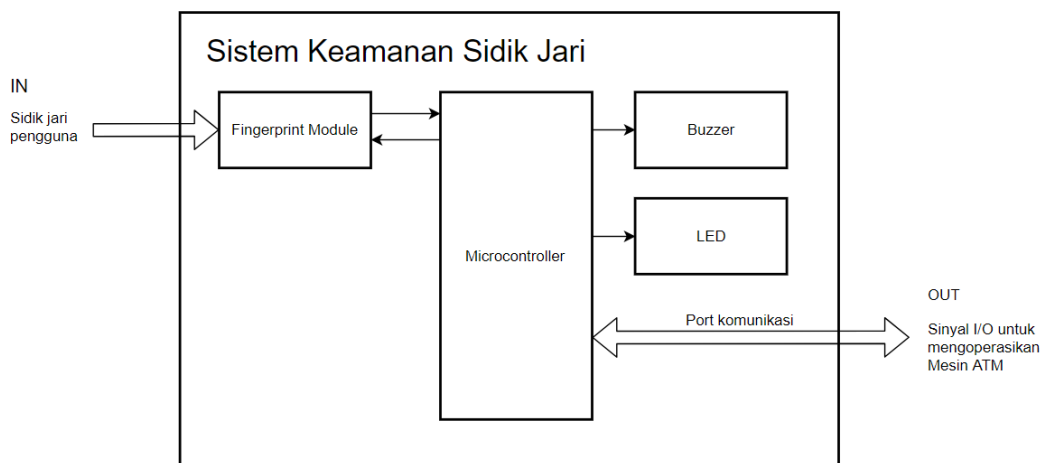 Sistem Keamanan Sidik Jari
IN
Sidik jari
pengguna
Fingerprint Module
Microcontroller
Buzzer
LED
Port komunikasi
OUT
Sinyal I/O untuk
mengoperasikan
Mesin ATM